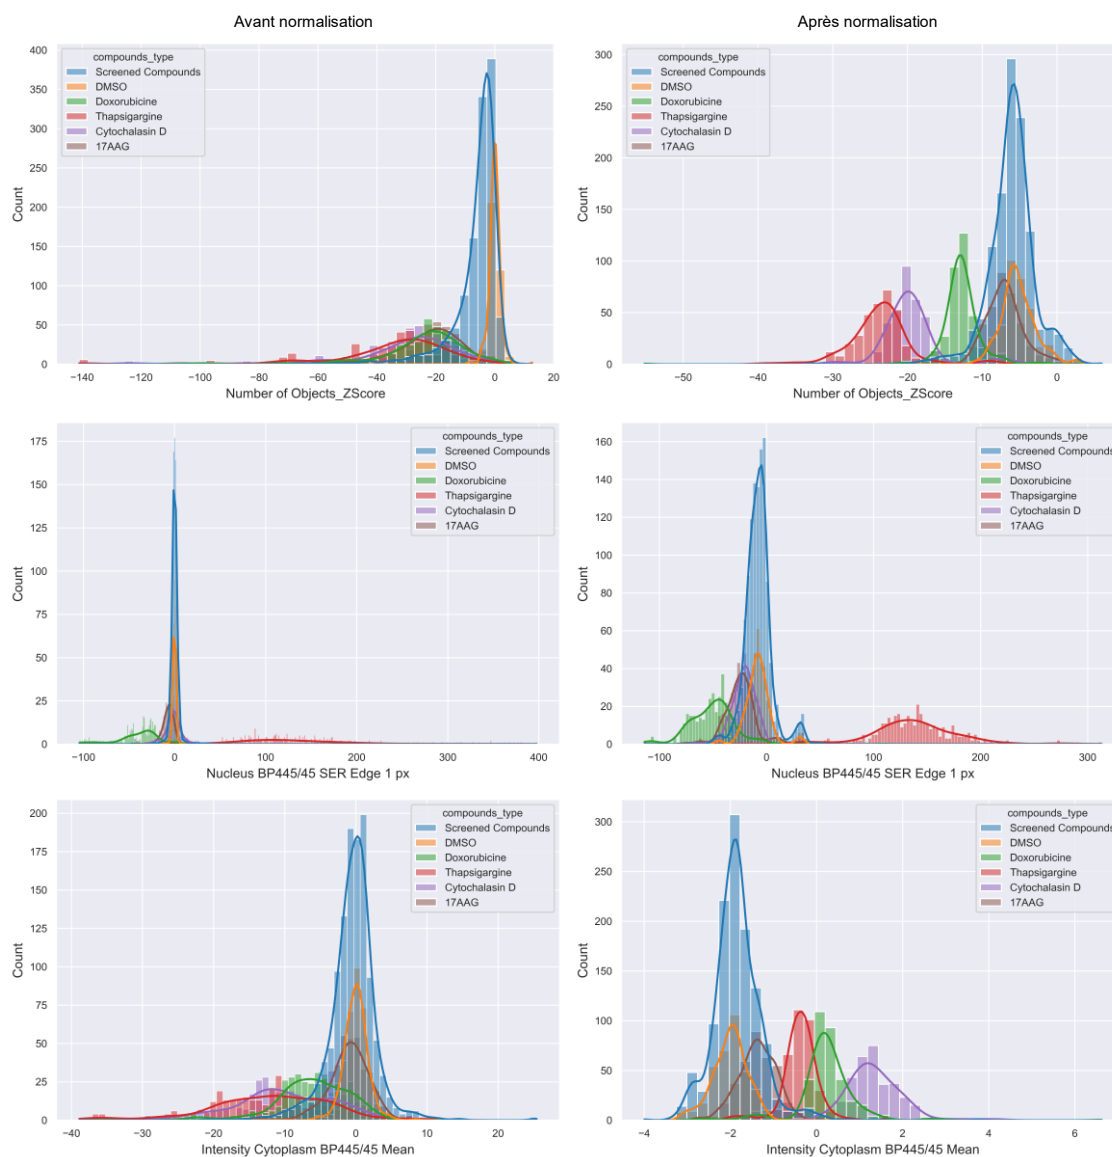 Avant normalisation
Après normalisation
400
350
300
250
200
150
100
50
0
Count
compounds_type
Screened Compounds
DMSO
Doxorubicine
Thapsigargine
Cytochalasin D
17AAG
−140 −120 −100 −80 −60 −40 −20 0 20
Number of Objects_ZScore
300
250
200
150
100
50
0
Count
compounds_type
Screened Compounds
DMSO
Doxorubicine
Thapsigargine
Cytochalasin D
17AAG
−50 −40 −30 −20 −10 0
Number of Objects_ZScore
175
150
125
100
75
50
25
0
Count
compounds_type
Screened Compounds
DMSO
Doxorubicine
Thapsigargine
Cytochalasin D
17AAG
−100 0 100 200 300 400
Nucleus BP445/45 SER Edge 1 px
160
140
120
100
80
60
40
20
0
Count
compounds_type
Screened Compounds
DMSO
Doxorubicine
Thapsigargine
Cytochalasin D
17AAG
−100 0 100 200 300
Nucleus BP445/45 SER Edge 1 px
200
175
150
125
100
75
50
25
0
Count
compounds_type
Screened Compounds
DMSO
Doxorubicine
Thapsigargine
Cytochalasin D
17AAG
−40 −30 −20 −10 0 10 20
Intensity Cytoplasm BP445/45 Mean
300
250
200
150
100
50
0
Count
compounds_type
Screened Compounds
DMSO
Doxorubicine
Thapsigargine
Cytochalasin D
17AAG
−4 −2 0 2 4 6
Intensity Cytoplasm BP445/45 Mean